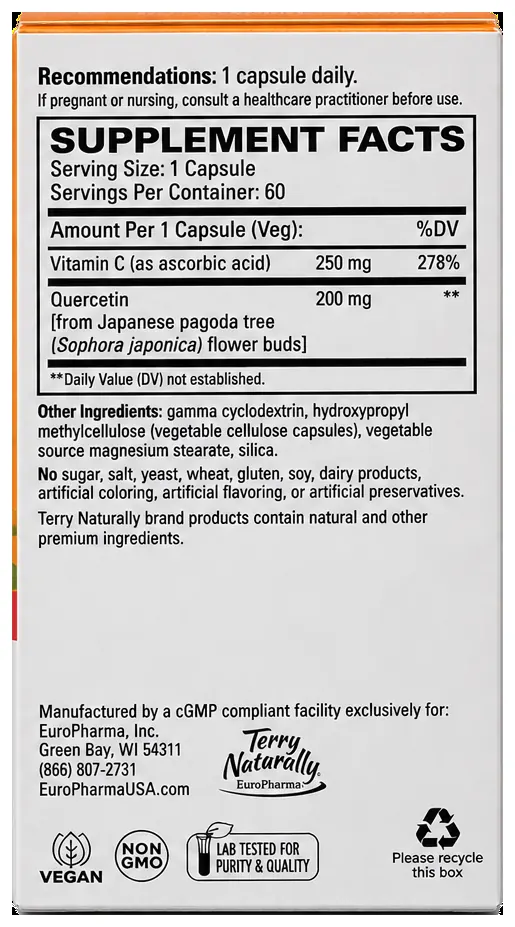 Recommendations: 1 capsule daily.
If pregnant or nursing, consult a healthcare practitioner before use.
SUPPLEMENT FACTS
Serving Size: 1 Capsule
Servings Per Container: 60
Amount Per 1 Capsule (Veg): %DV
Vitamin C (as ascorbic acid) 250 mg 278%
Quercetin 200 mg **
[from Japanese pagoda tree
(Sophora japonica) flower buds]
**Daily Value (DV) not established.
Other Ingredients: gamma cyclodextrin, hydroxypropyl
methylcellulose (vegetable cellulose capsules), vegetable
source magnesium stearate, silica.
No sugar, salt, yeast, wheat, gluten, soy, dairy products,
artificial coloring, artificial flavoring, or artificial preservatives.
Terry Naturally brand products contain natural and other
premium ingredients.
Manufactured by a cGMP compliant facility exclusively for:
EuroPharma, Inc.
Green Bay, WI 54311
(866) 807-2731
EuroPharmaUSA.com
Terry
Naturally®
EuroPharma®
VEGAN
NON
GMO
LAB TESTED FOR
PURITY & QUALITY
Please recycle
this box